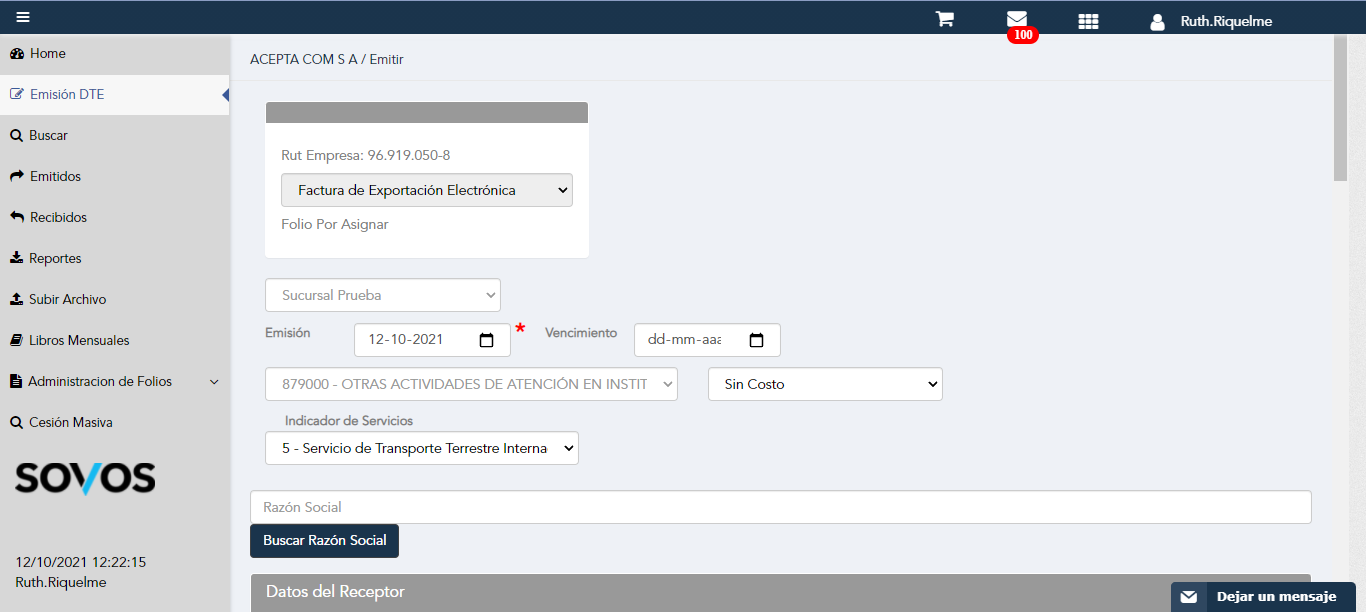 100
Ruth.Riquelme
Home
Emisión DTE
Buscar
Emitidos
Recibidos
Reportes
Subir Archivo
Libros Mensuales
Administracion de Folios
Cesión Masiva
SOVOS
12/10/2021 12:22:15
Ruth.Riquelme
ACEPTA COM S A / Emitir
Rut Empresa: 96.919.050-8
Factura de Exportación Electrónica
Folio Por Asignar
Sucursal Prueba
Emisión 12-10-2021 * Vencimiento dd-mm-aaa
879000 - OTRAS ACTIVIDADES DE ATENCIÓN EN INSTIT Sin Costo
Indicador de Servicios
5 - Servicio de Transporte Terrestre Interna
Razón Social
Buscar Razón Social
Datos del Receptor
Dejar un mensaje